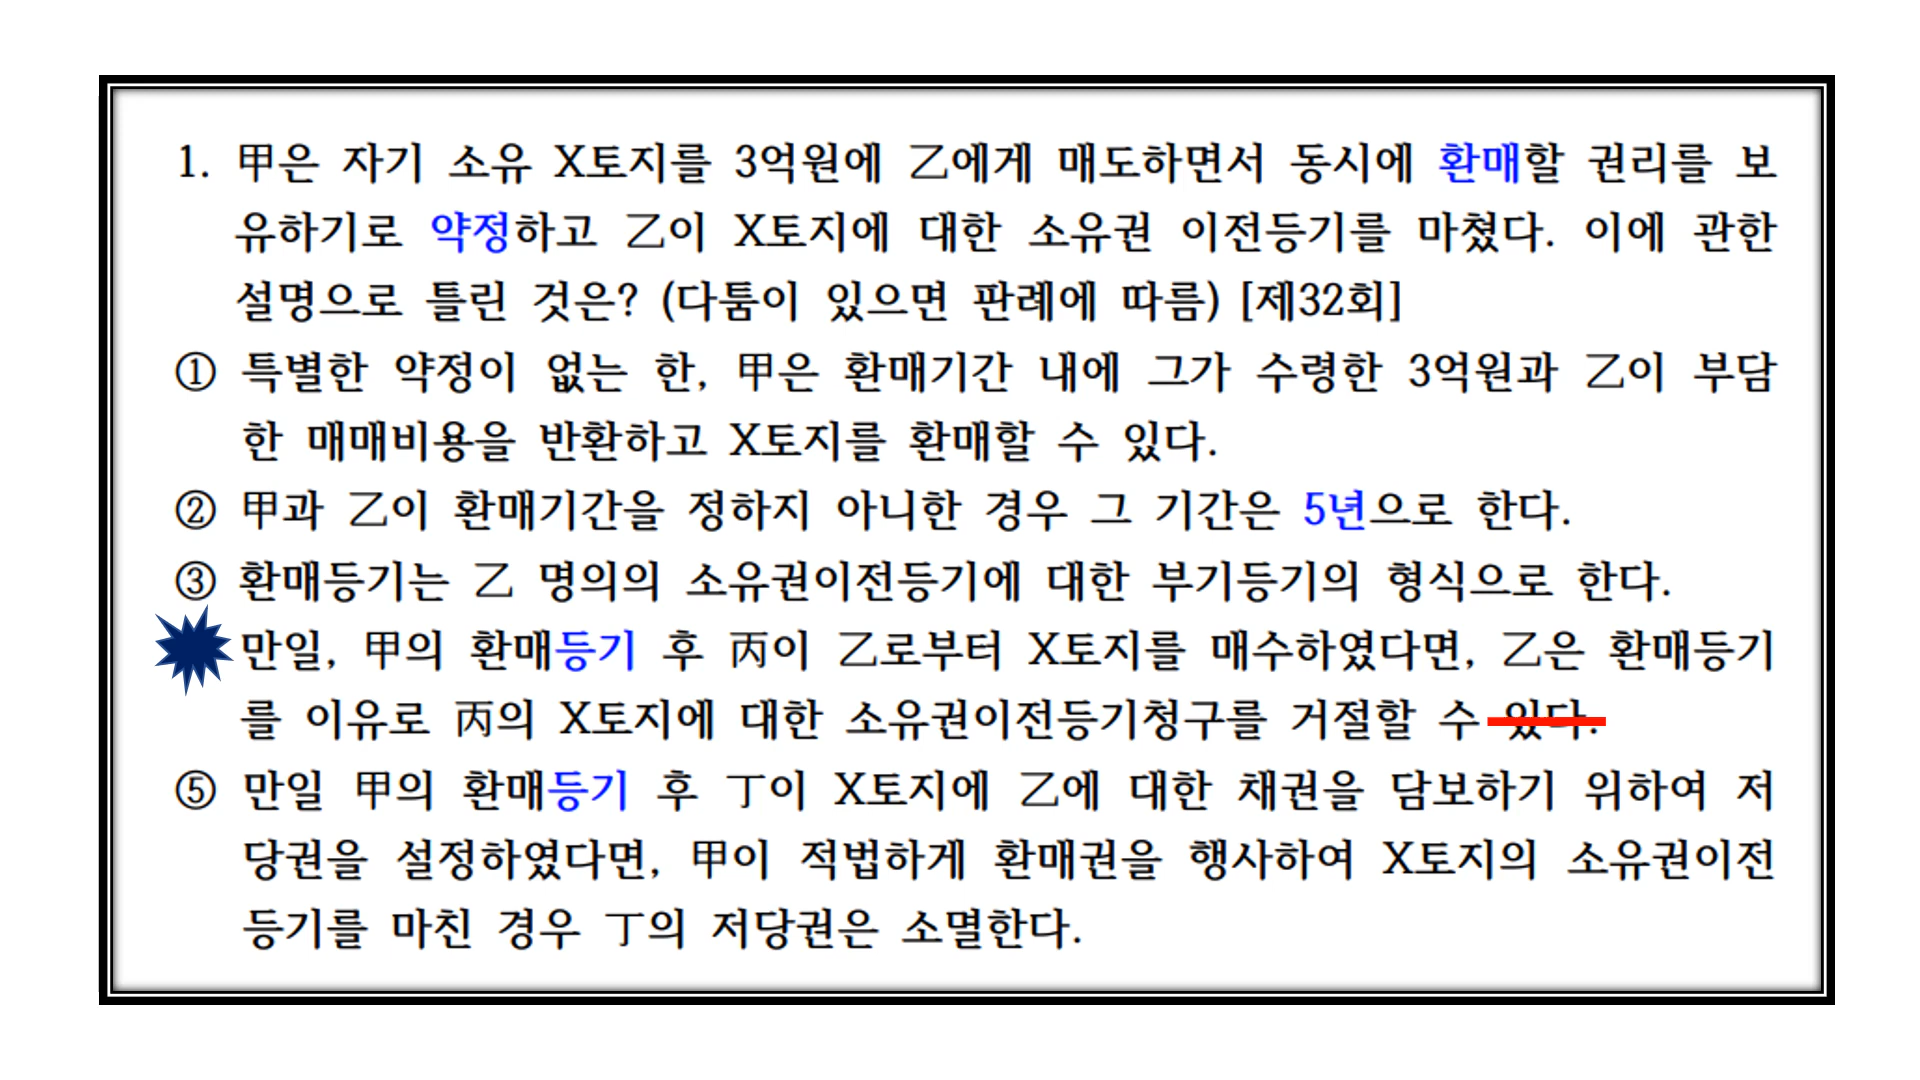 1. 甲은 자기 소유 X토지를 3억원에 乙에게 매도하면서 동시에 환매할 권리를 보
유하기로 약정하고 乙이 X토지에 대한 소유권 이전등기를 마쳤다. 이에 관한
설명으로 틀린 것은? (다툼이 있으면 판례에 따름) [제32회]
① 특별한 약정이 없는 한, 甲은 환매기간 내에 그가 수령한 3억원과 乙이 부담
한 매매비용을 반환하고 X토지를 환매할 수 있다.
② 甲과 乙이 환매기간을 정하지 아니한 경우 그 기간은 5년으로 한다.
③ 환매등기는 乙 명의의 소유권이전등기에 대한 부기등기의 형식으로 한다.
만일, 甲의 환매등기 후 丙이 乙로부터 X토지를 매수하였다면, 乙은 환매등기
를 이유로 丙의 X토지에 대한 소유권이전등기청구를 거절할 수 있다.
⑤ 만일 甲의 환매등기 후 丁이 X토지에 乙에 대한 채권을 담보하기 위하여 저
당권을 설정하였다면, 甲이 적법하게 환매권을 행사하여 X토지의 소유권이전
등기를 마친 경우 丁의 저당권은 소멸한다.